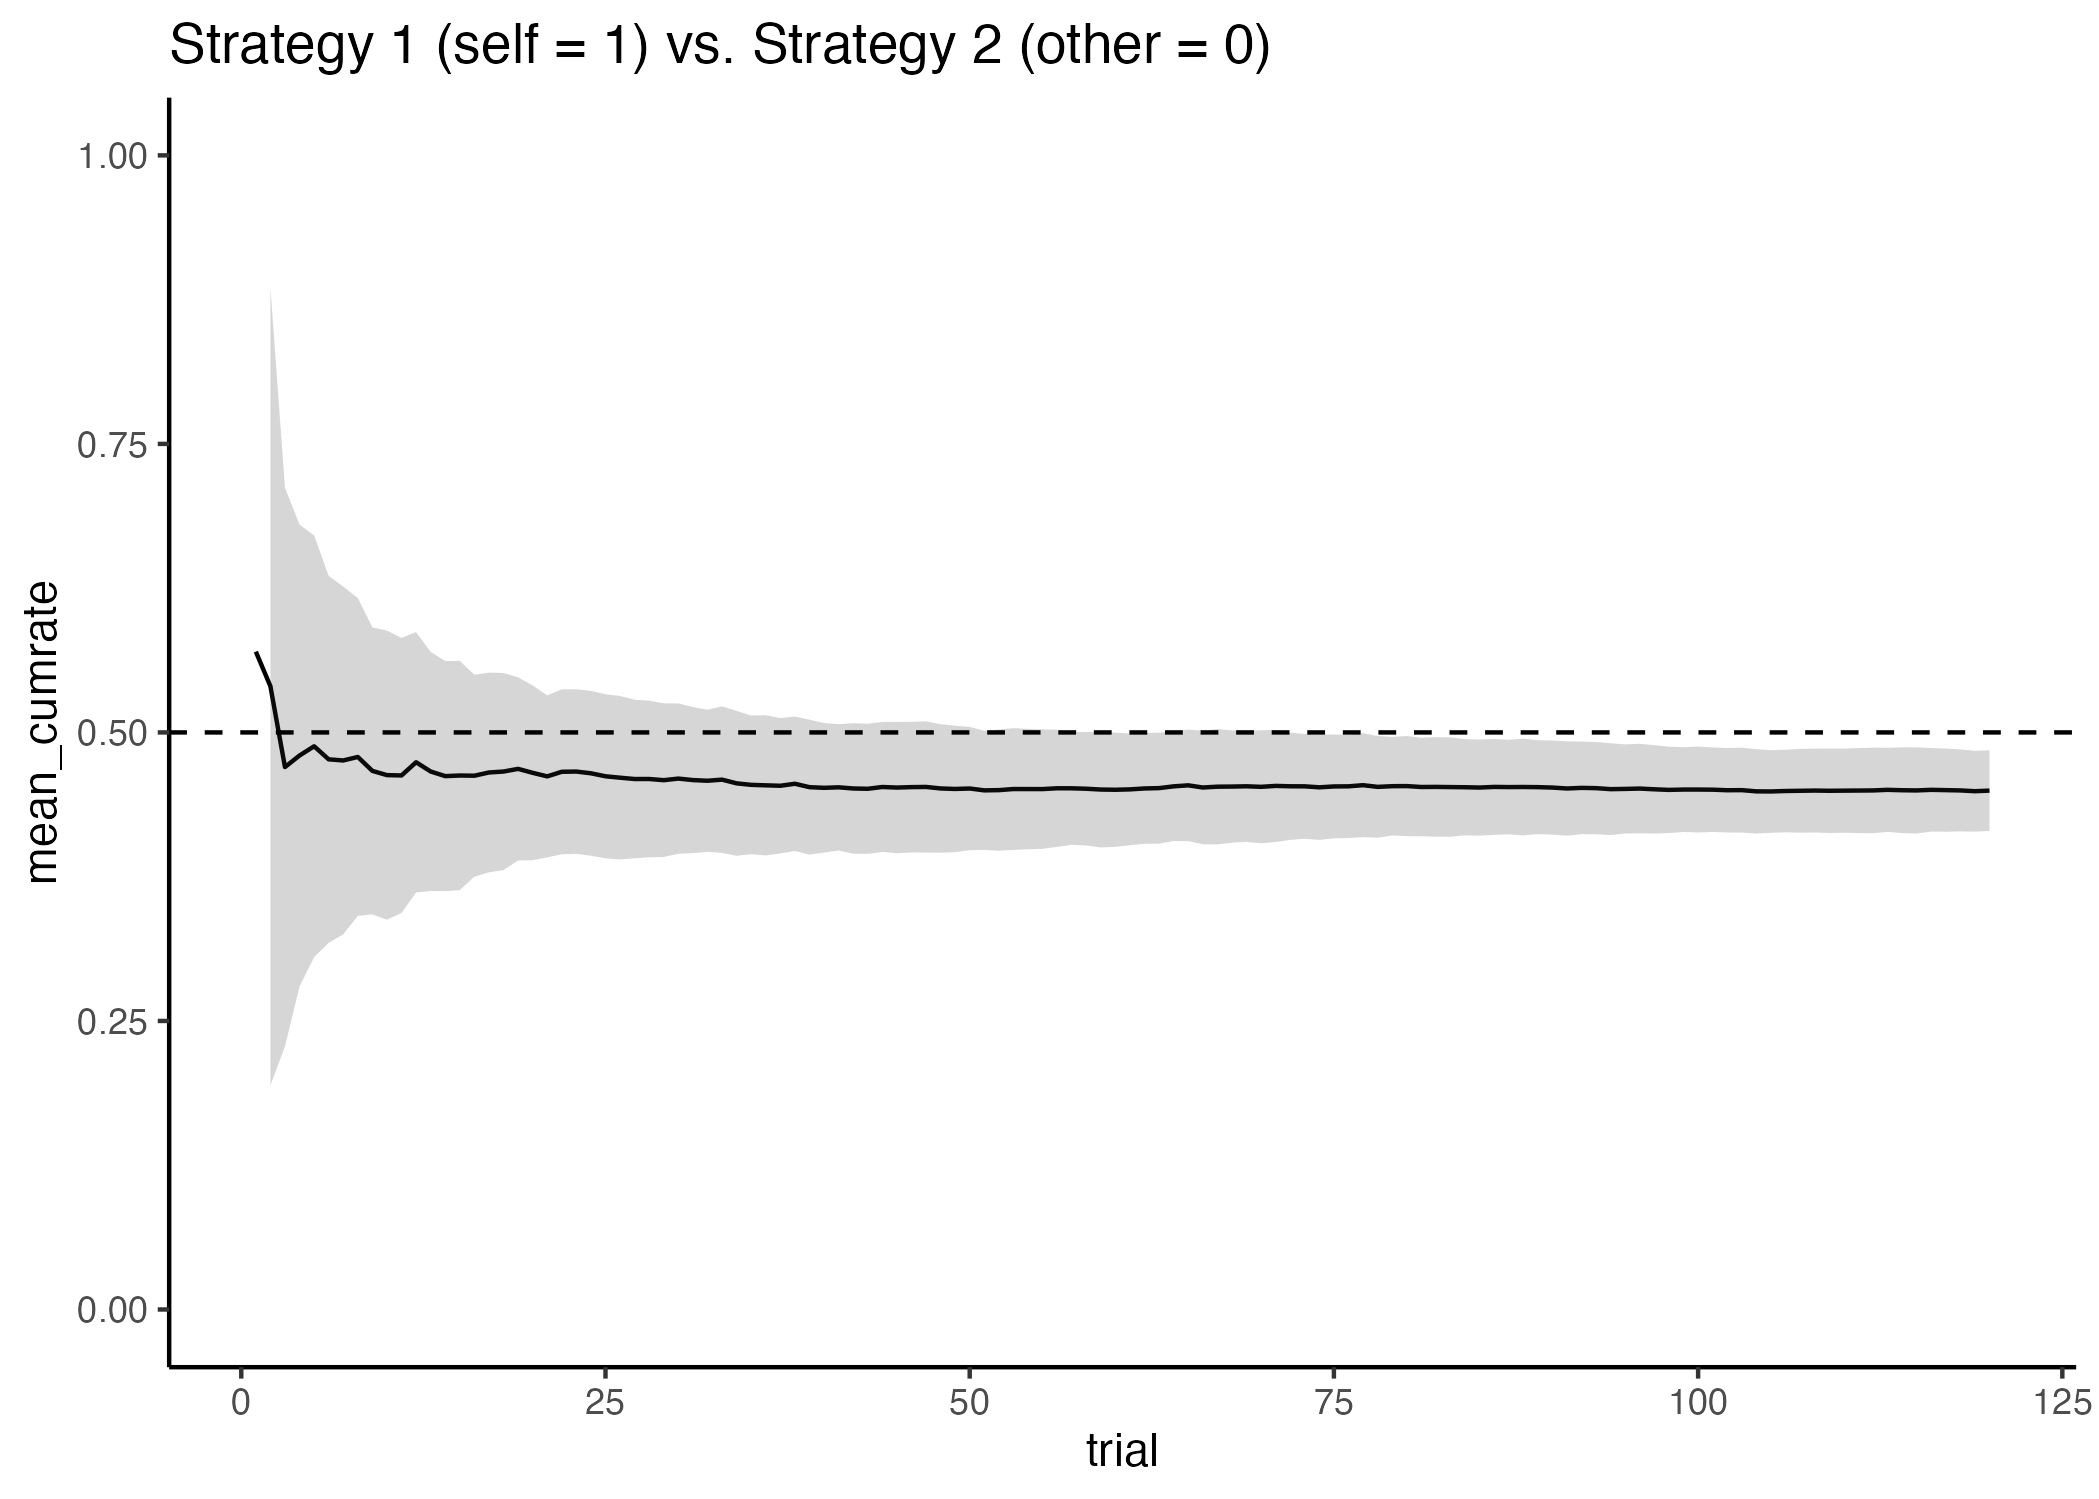 Strategy 1 (self = 1) vs. Strategy 2 (other = 0)
mean_cumrate
1.00
0.75
0.50
0.25
0.00
0 25 50 75 100 125
trial